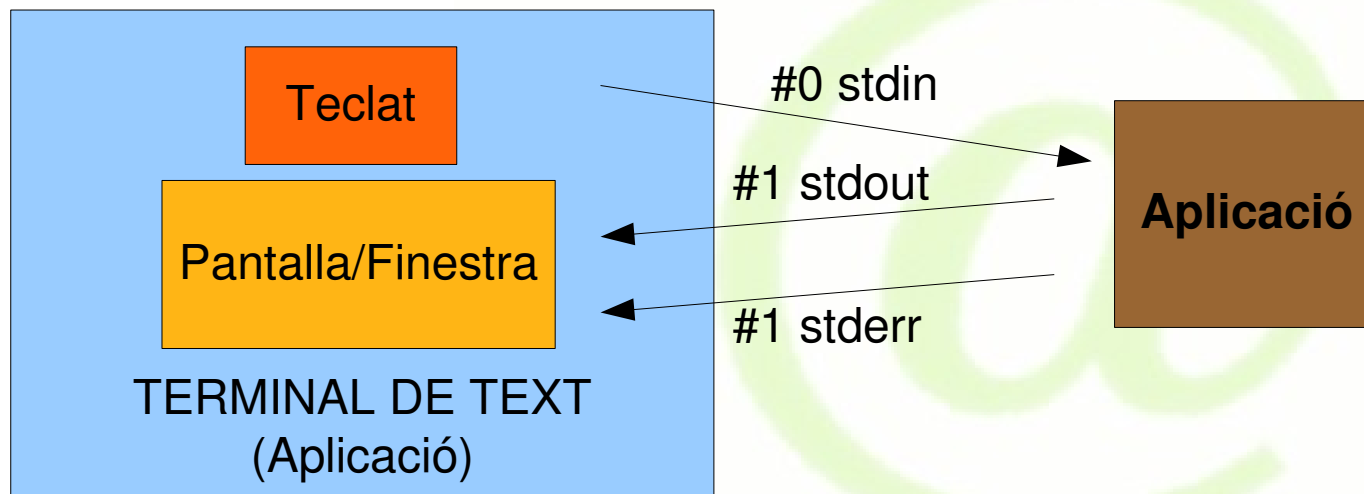 Teclat
#0 stdin
#1 stdout
Aplicació
Pantalla/Finestra
#1 stderr
TERMINAL DE TEXT
(Aplicació)